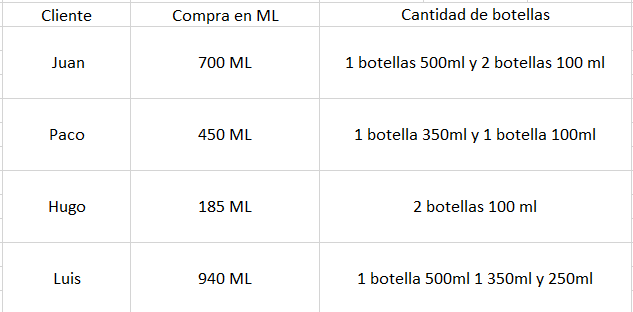 Cliente Compra en ML Cantidad de botellas
Juan 700 ML 1 botellas 500ml y 2 botellas 100 ml
Paco 450 ML 1 botella 350ml y 1 botella 100ml
Hugo 185 ML 2 botellas 100 ml
Luis 940 ML 1 botella 500ml 1 350ml y 250ml